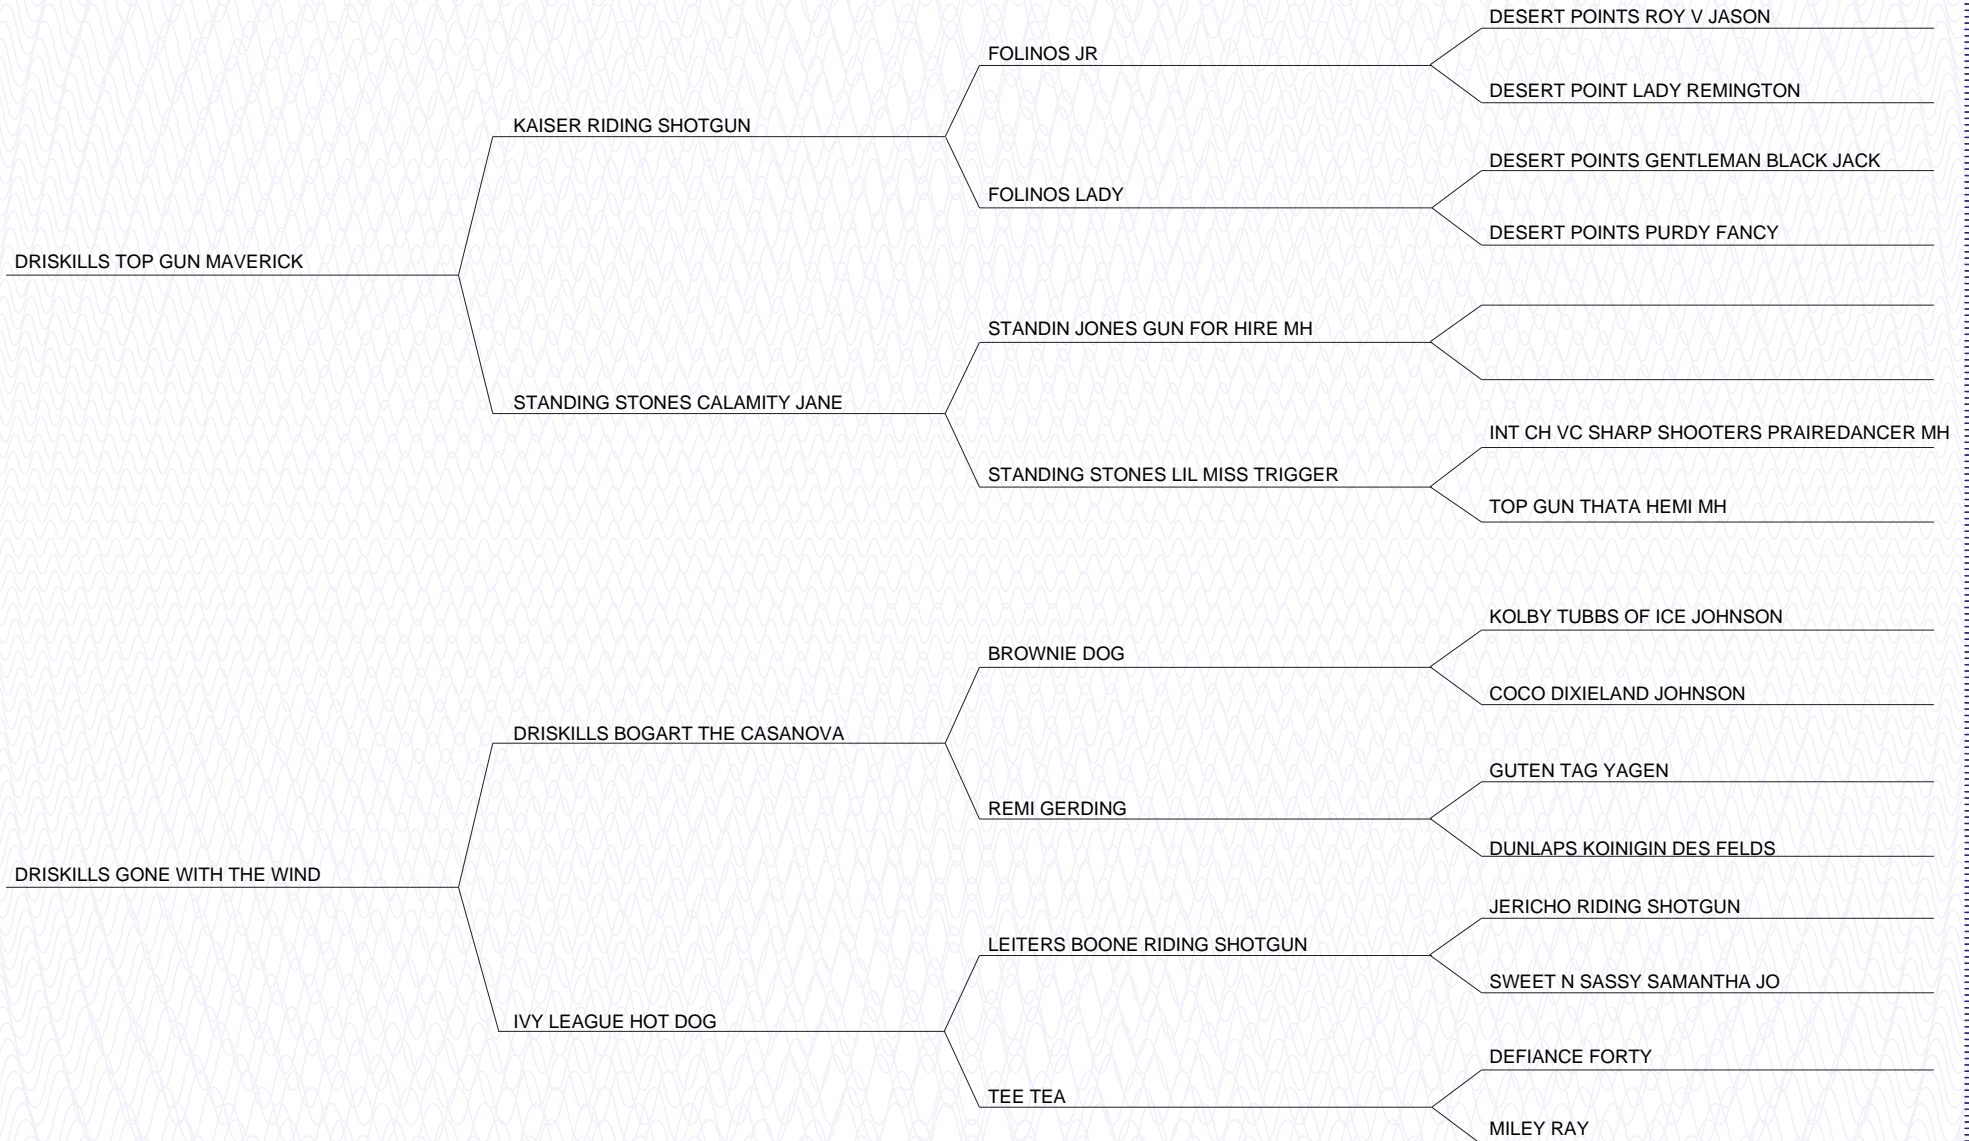 DESERT POINTS ROY V JASON
FOLINOS JR
DESERT POINT LADY REMINGTON
KAISER RIDING SHOTGUN
DESERT POINTS GENTLEMAN BLACK JACK
FOLINOS LADY
DESERT POINTS PURDY FANCY
DRISKILLS TOP GUN MAVERICK
STANDIN JONES GUN FOR HIRE MH
STANDING STONES CALAMITY JANE
INT CH VC SHARP SHOOTERS PRAIREDANCER MH
STANDING STONES LIL MISS TRIGGER
TOP GUN THATA HEMI MH
KOLBY TUBBS OF ICE JOHNSON
BROWNIE DOG
COCO DIXIELAND JOHNSON
DRISKILLS BOGART THE CASANOVA
GUTEN TAG YAGEN
REMI GERDING
DUNLAPS KOINIGIN DES FELDS
DRISKILLS GONE WITH THE WIND
JERICHO RIDING SHOTGUN
LEITERS BOONE RIDING SHOTGUN
SWEET N SASSY SAMANTHA JO
IVY LEAGUE HOT DOG
DEFIANCE FORTY
TEE TEA
MILEY RAY